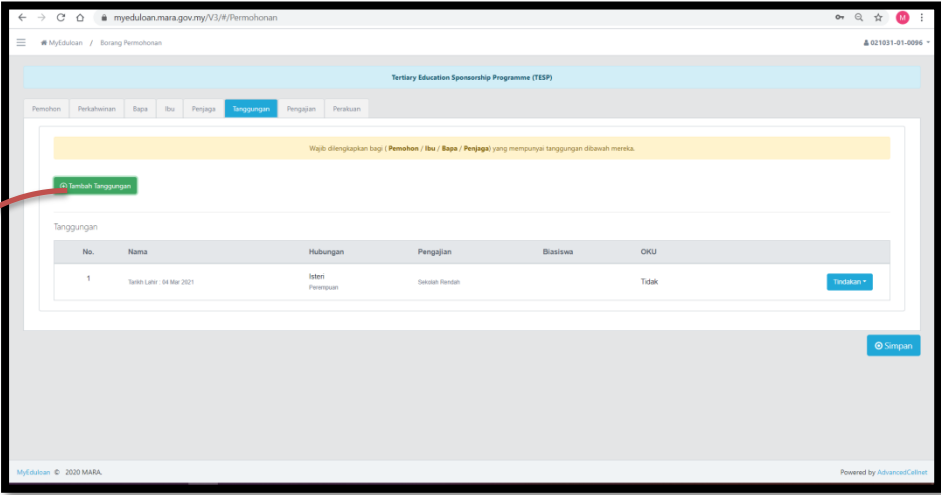 myeduloan.mara.gov.my/V3/#/Permohonan
M
MyEduloan / Borang Permohonan
021031-01-0096
Tertiary Education Sponsorship Programme (TESP)
Pemohon Perkahwinan Bapa Ibu Penjaga Tanggungan Pengajian Perakuan
Wajib dilengkapkan bagi ( Pemohon / Ibu / Bapa / Penjaga) yang mempunyai tanggungan dibawah mereka.
Tambah Tanggungan
Tanggungan
No. Nama Hubungan Pengajian Biasiswa OKU
1 Tarikh Lahir : 04 Mar 2021 Isteri Sekolah Rendah Tidak Tindakan
Perempuan
Simpan
MyEduloan © 2020 MARA. Powered by AdvancedCellnet